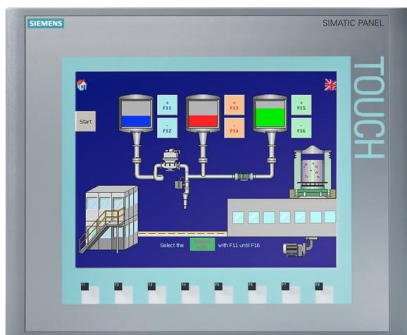 SIEMENS
SIMATIC PANEL
TOUCH
+
F11
+
F13
+
F15
Start
-
F12
-
F14
-
F16
Select the
with F11 until F16